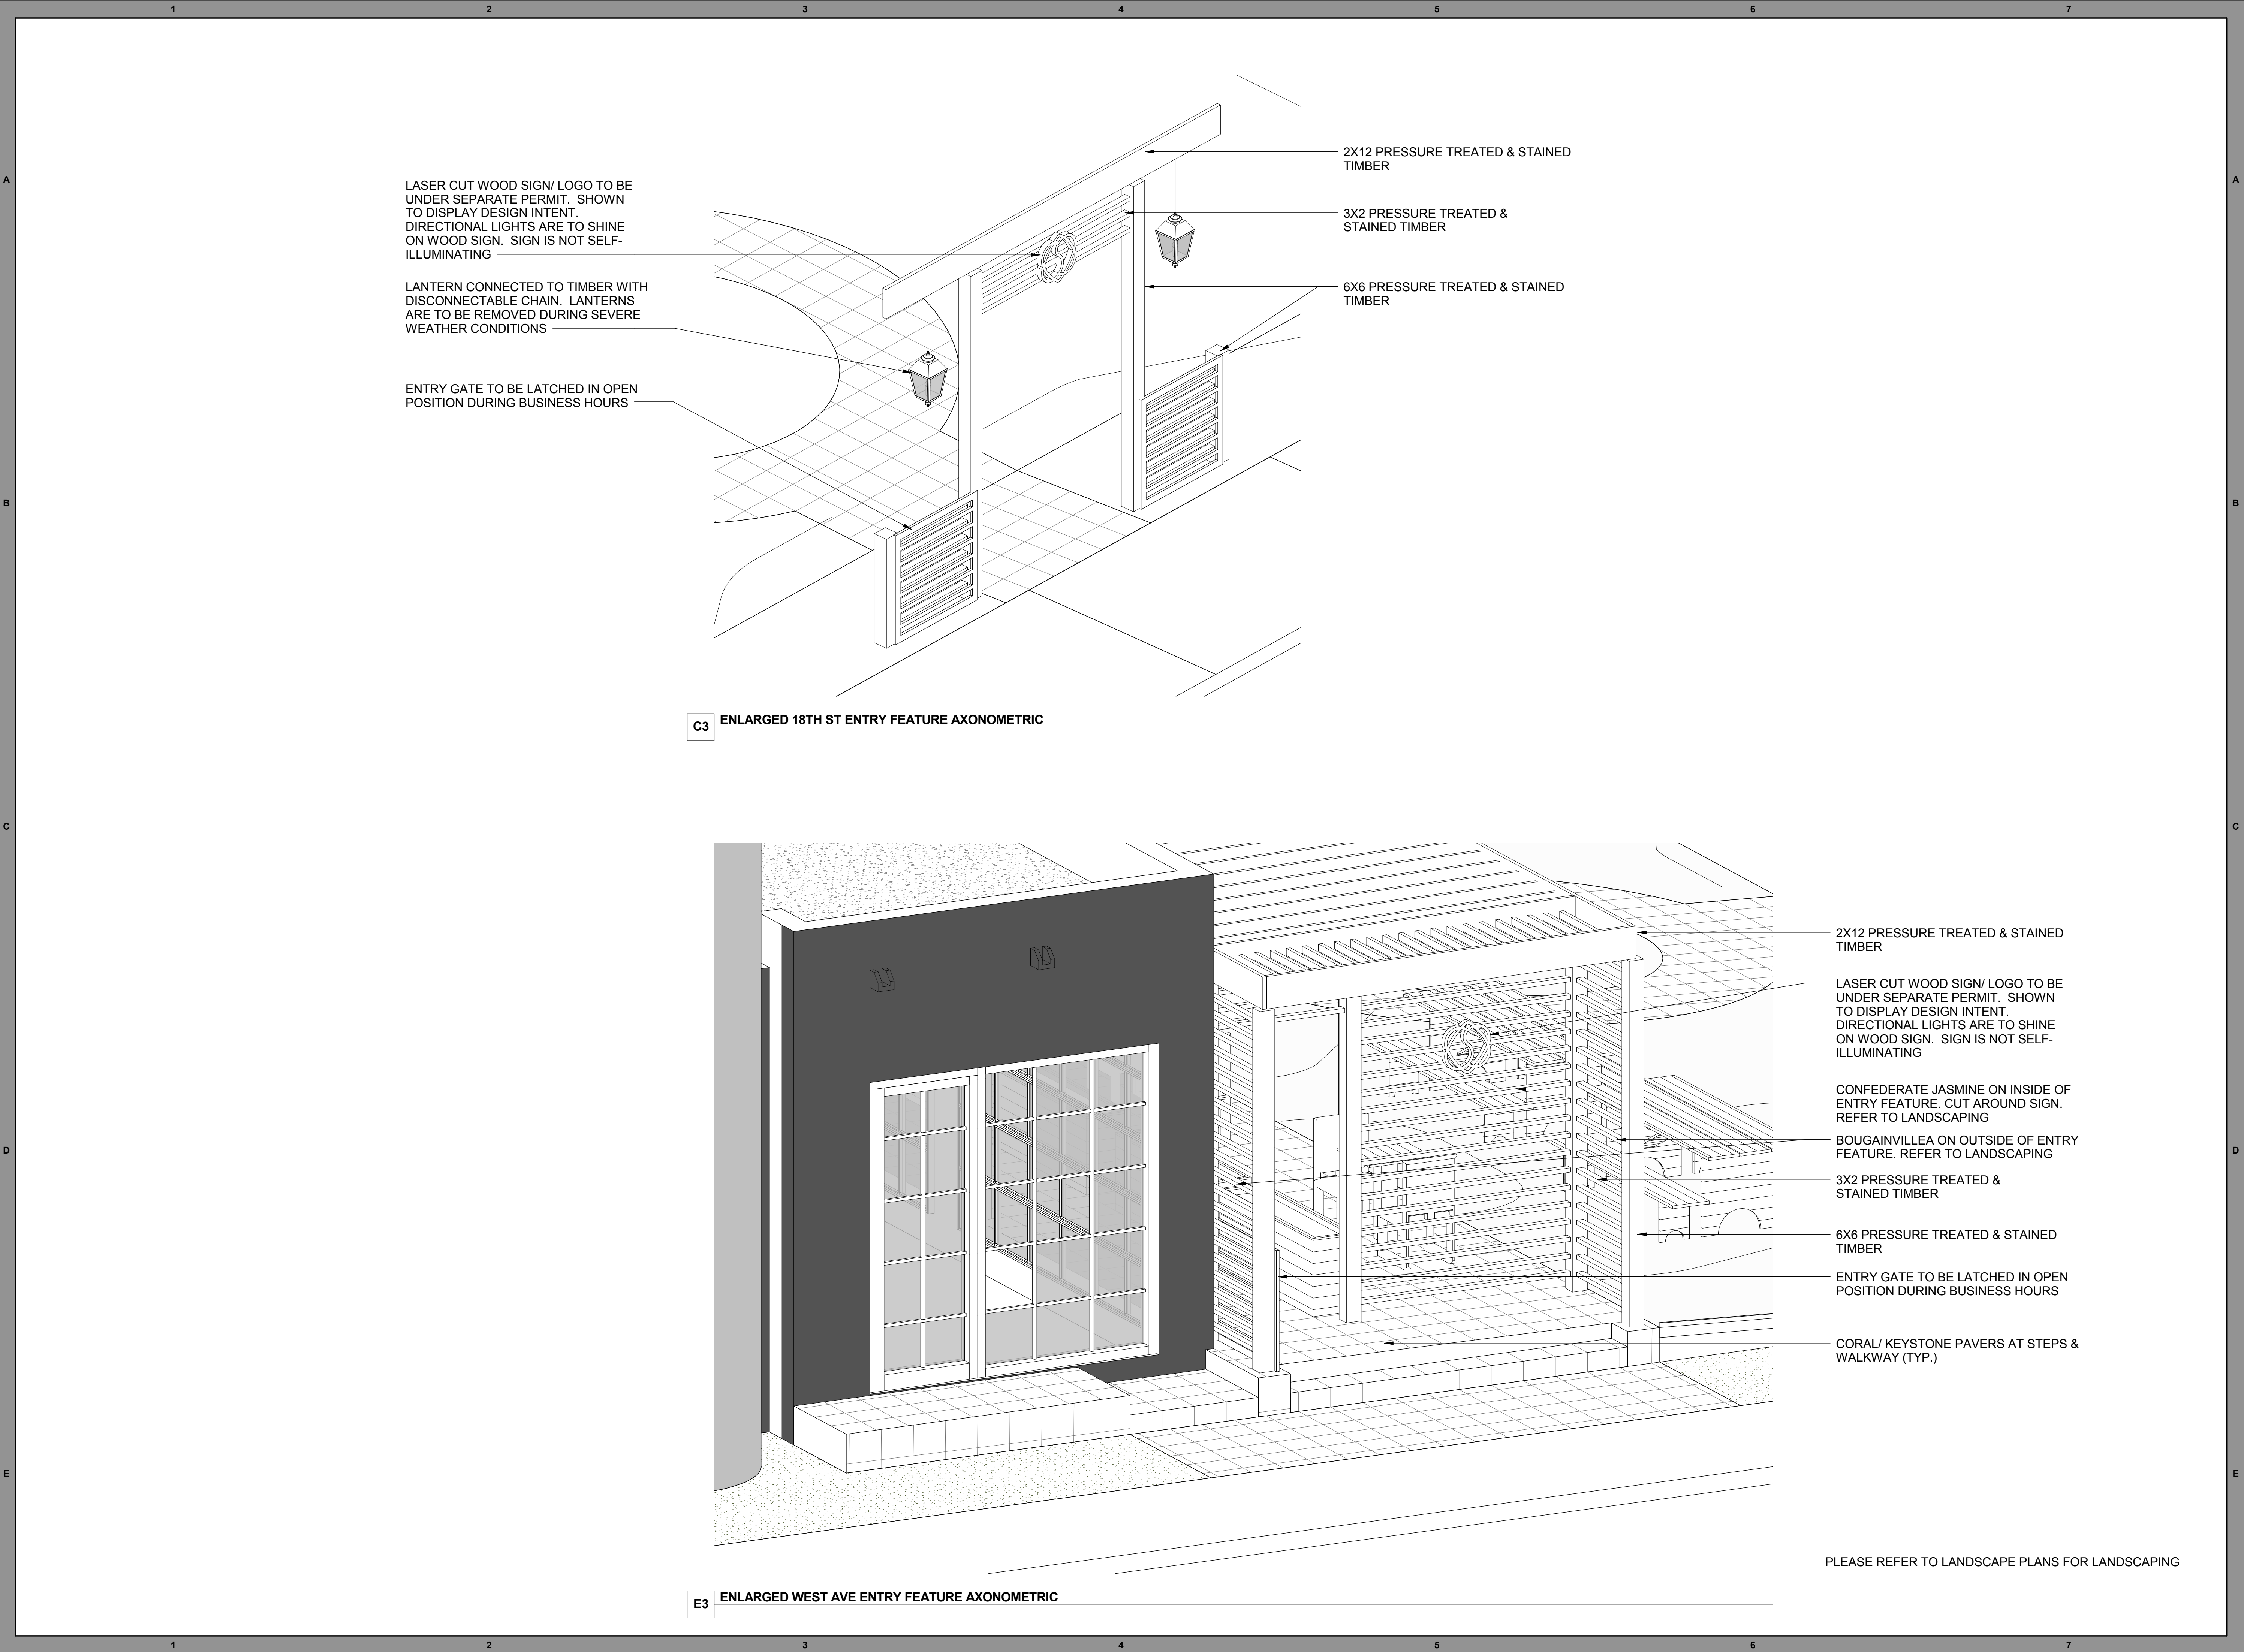 1 2 3 4 5 6 7
A A
LASER CUT WOOD SIGN/ LOGO TO BE
UNDER SEPARATE PERMIT. SHOWN
TO DISPLAY DESIGN INTENT.
DIRECTIONAL LIGHTS ARE TO SHINE
ON WOOD SIGN. SIGN IS NOT SELF-
ILLUMINATING
LANTERN CONNECTED TO TIMBER WITH
DISCONNECTABLE CHAIN. LANTERNS
ARE TO BE REMOVED DURING SEVERE
WEATHER CONDITIONS
ENTRY GATE TO BE LATCHED IN OPEN
POSITION DURING BUSINESS HOURS
2X12 PRESSURE TREATED & STAINED
TIMBER
3X2 PRESSURE TREATED &
STAINED TIMBER
6X6 PRESSURE TREATED & STAINED
TIMBER
B B
C3 ENLARGED 18TH ST ENTRY FEATURE AXONOMETRIC
C C
2X12 PRESSURE TREATED & STAINED
TIMBER
LASER CUT WOOD SIGN/ LOGO TO BE
UNDER SEPARATE PERMIT. SHOWN
TO DISPLAY DESIGN INTENT.
DIRECTIONAL LIGHTS ARE TO SHINE
ON WOOD SIGN. SIGN IS NOT SELF-
ILLUMINATING
CONFEDERATE JASMINE ON INSIDE OF
ENTRY FEATURE. CUT AROUND SIGN.
REFER TO LANDSCAPING
BOUGAINVILLEA ON OUTSIDE OF ENTRY
FEATURE. REFER TO LANDSCAPING
D D
3X2 PRESSURE TREATED &
STAINED TIMBER
6X6 PRESSURE TREATED & STAINED
TIMBER
ENTRY GATE TO BE LATCHED IN OPEN
POSITION DURING BUSINESS HOURS
CORAL/ KEYSTONE PAVERS AT STEPS &
WALKWAY (TYP.)
E E
PLEASE REFER TO LANDSCAPE PLANS FOR LANDSCAPING
E3 ENLARGED WEST AVE ENTRY FEATURE AXONOMETRIC
1 2 3 4 5 6 7